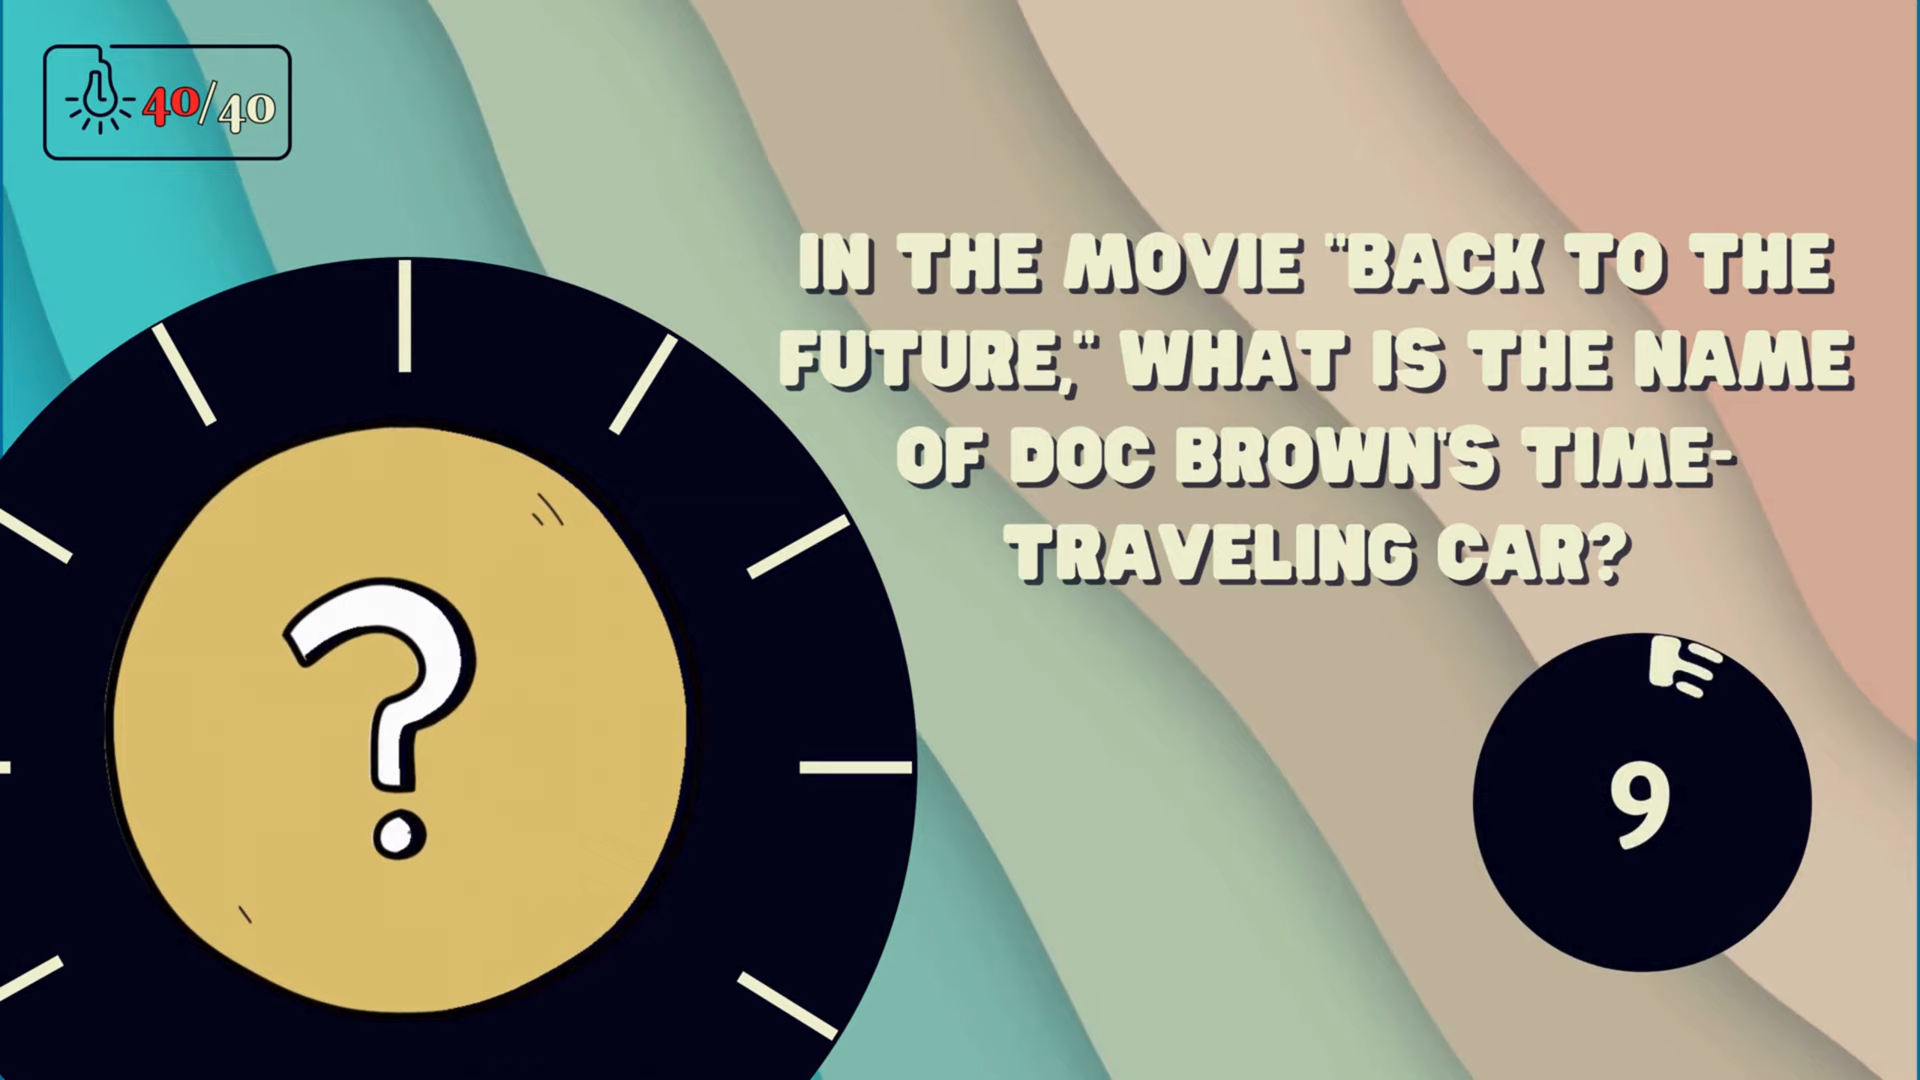 40/40
IN THE MOVIE "BACK TO THE
FUTURE," WHAT IS THE NAME
OF DOC BROWN'S TIME-
TRAVELING CAR?
?
9